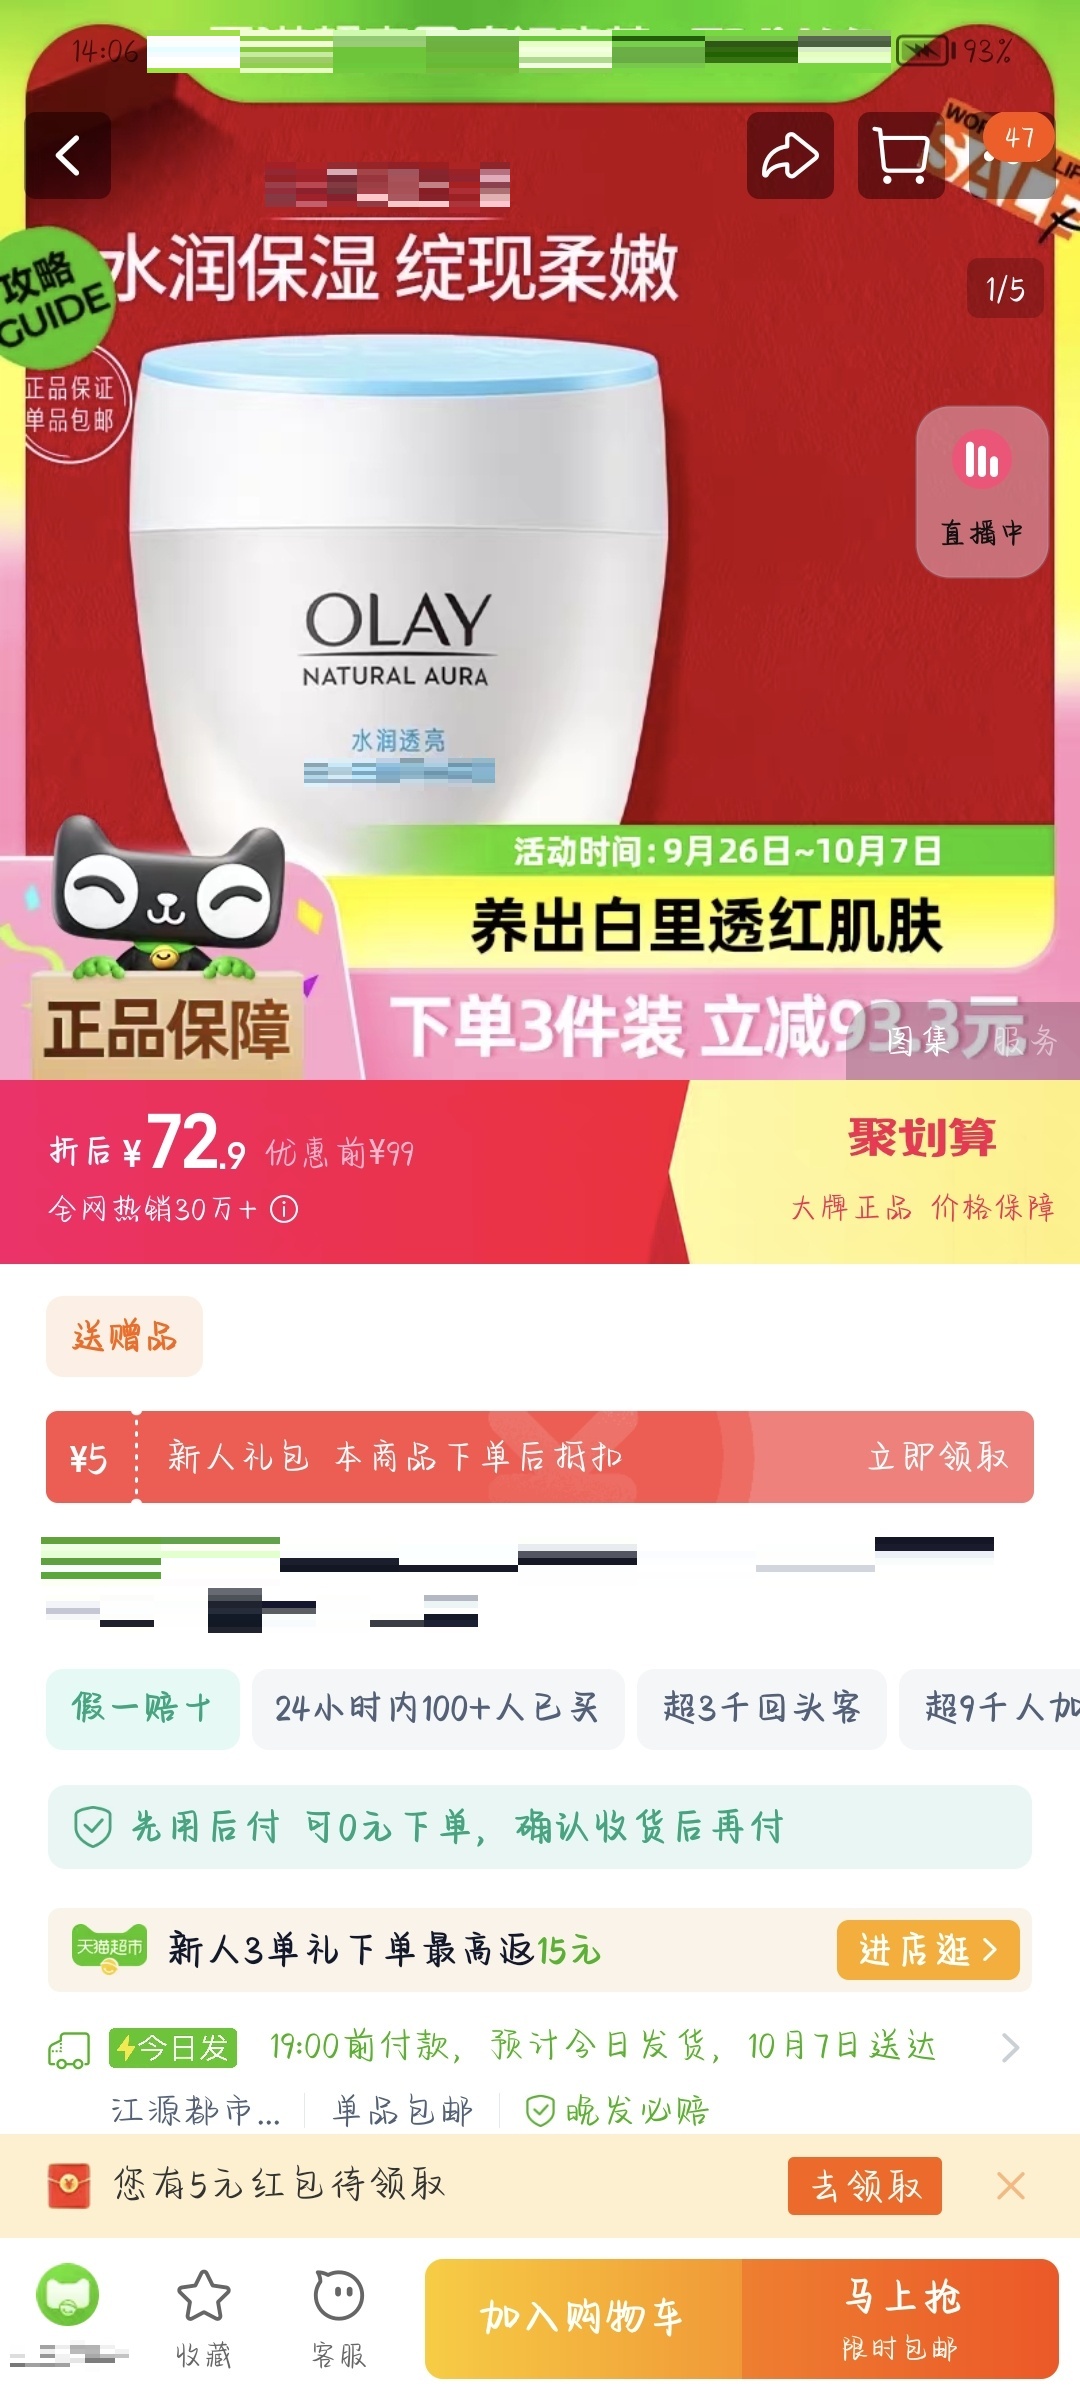 14:06
93%
47
水润保湿 绽现柔嫩
攻略
GUIDE
1/5
正品保证
单品包邮
直播中
OLAY
NATURAL AURA
水润透亮
活动时间:9月26日~10月7日
养出白里透红肌肤
正品保障
下单3件装 立减93.3元
图集 服务
折后 ¥72.9 优惠前¥99
聚划算
全网热销30万+
大牌正品 价格保障
送赠品
¥5 新人礼包 本商品下单后抵扣 立即领取
假一赔十 24小时内100+人已买 超3千回头客 超9千人加
先用后付 可0元下单, 确认收货后再付
天猫超市 新人3单礼下单最高返15元 进店逛
今日发 19:00前付款, 预计今日发货, 10月7日送达
江源都市... 单品包邮 晚发必赔
您有5元红包待领取 去领取
加入购物车
马上抢
限时包邮
收藏
客服